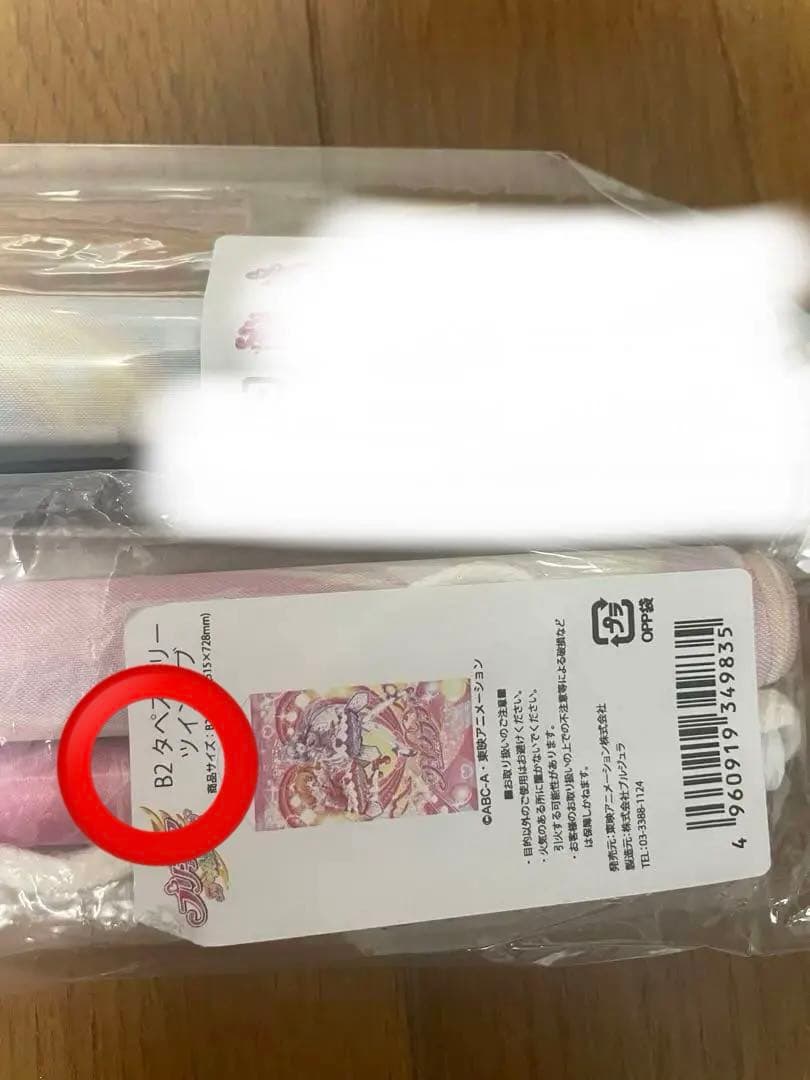 B2 タペ
ツイン
商品サイズ:B
15×728mm)
プリキュア
©ABC-A・東映アニメーション
■お取り扱いのご注意■
・目的以外のご使用はお避けください。
・火気のある所に置かないでください。
引火する可能性があります。
・お客様のお取り扱いの上での不注意等による破損など
は保障しかねます。
発売元:東映アニメーション株式会社
製造元:株式会社ブルジュラ
TEL:03-3388-1124
プラ
OPP袋
4 960919 349835